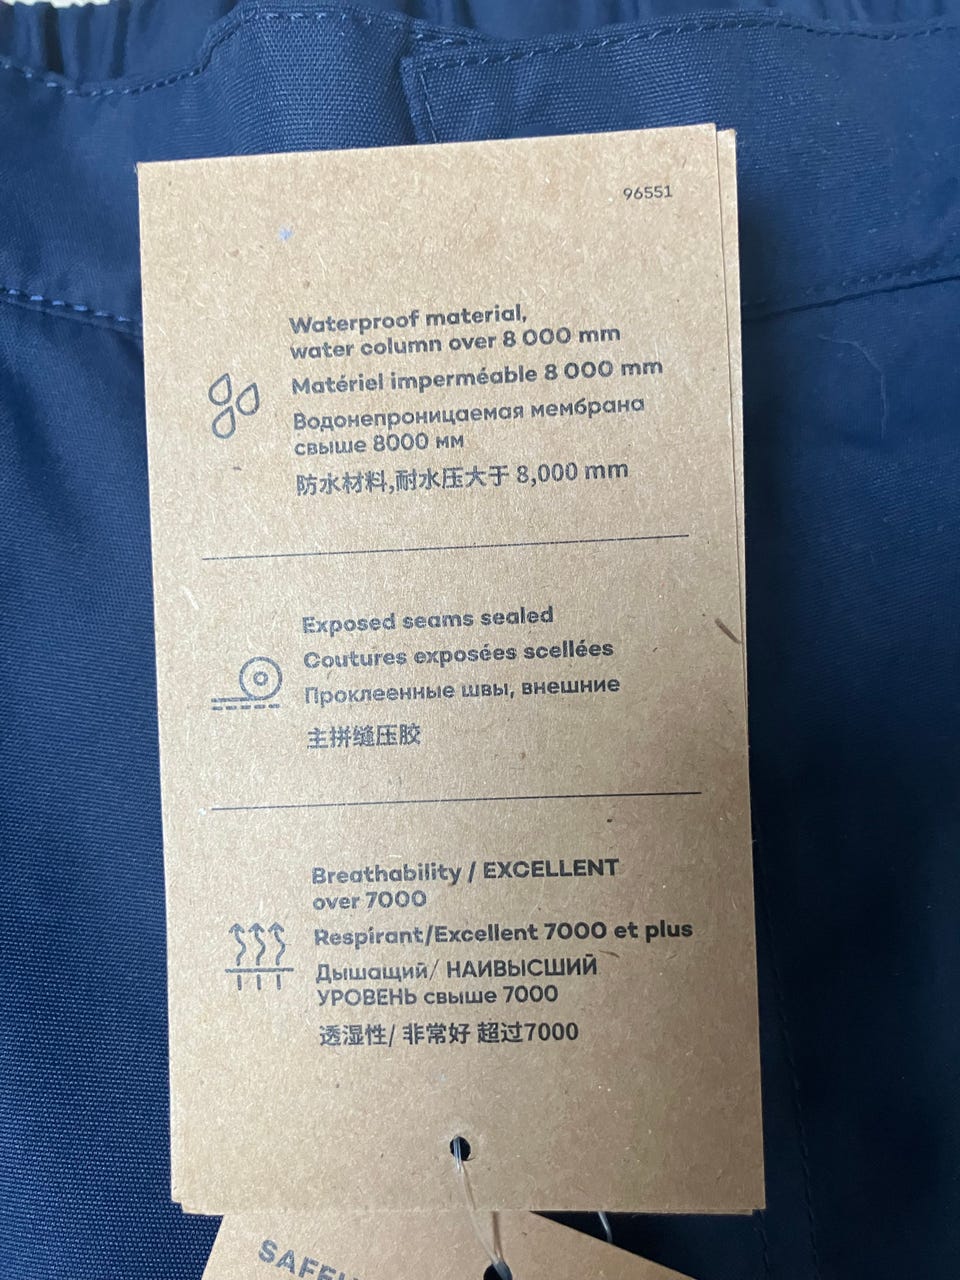 96551
Waterproof material,
water column over 8 000 mm
Matériel imperméable 8 000 mm
Водонепроницаемая мембрана
свыше 8000 мм
防水材料,耐水压大于 8,000 mm
Exposed seams sealed
Coutures exposées scellées
Проклеенные швы, внешние
主拼缝压胶
Breathability / EXCELLENT
over 7000
Respirant/Excellent 7000 et plus
Дышащий/ НАИВЫСШИЙ
УРОВЕНЬ свыше 7000
透湿性/ 非常好 超过7000